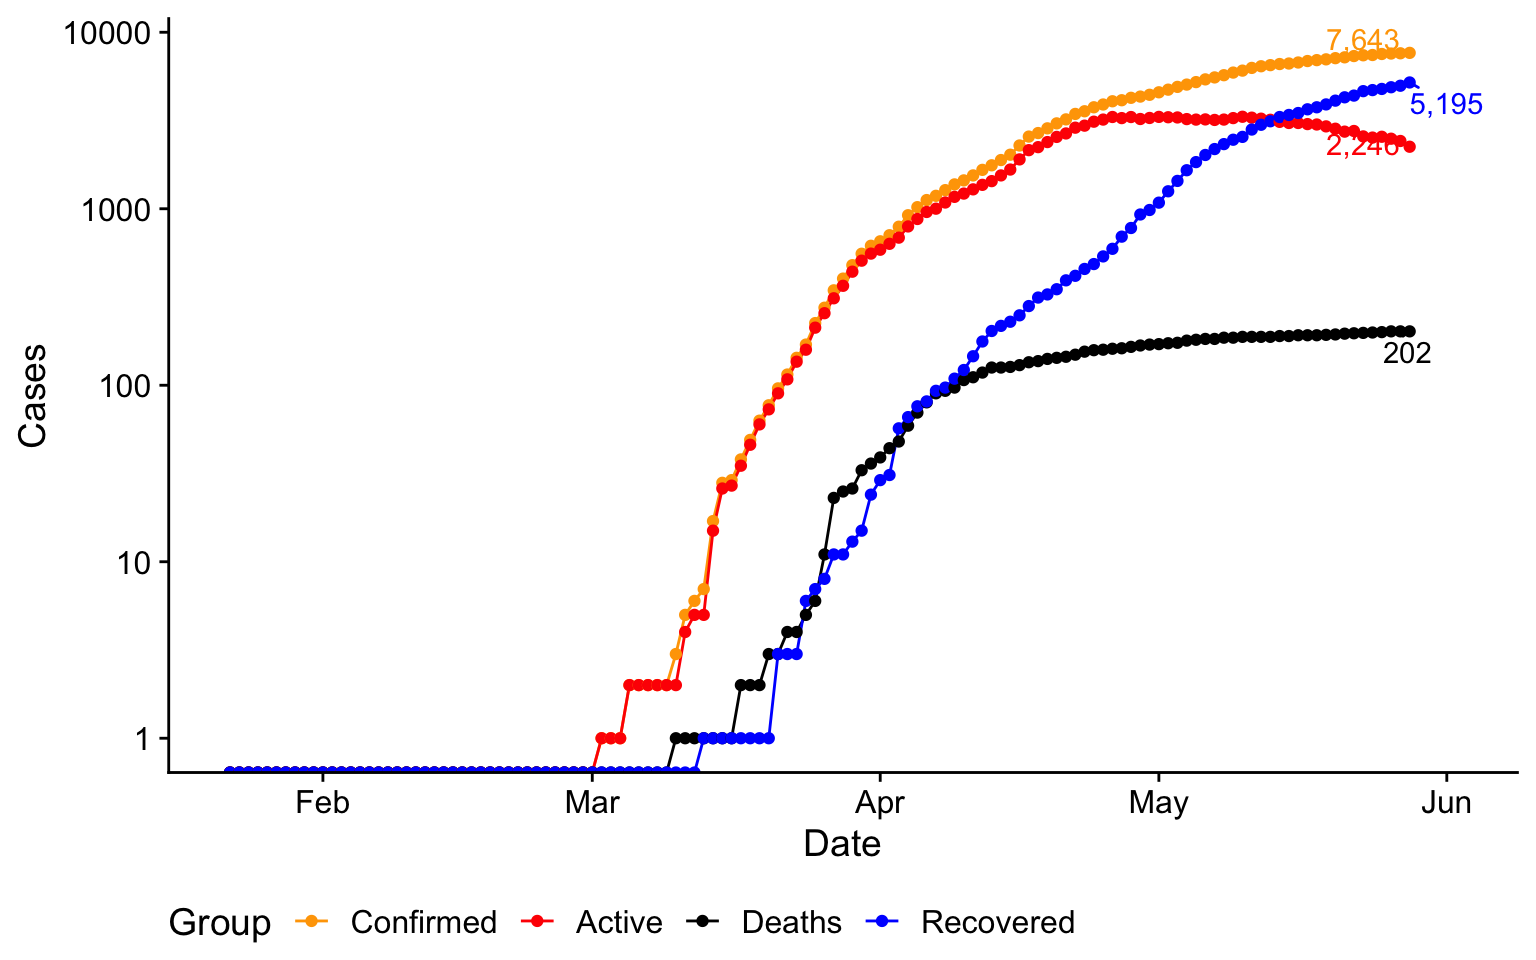 10000
1000
100
10
1
Cases
7,643
5,195
2,246
202
Feb Mar Apr May Jun
Date
Group Confirmed Active Deaths Recovered